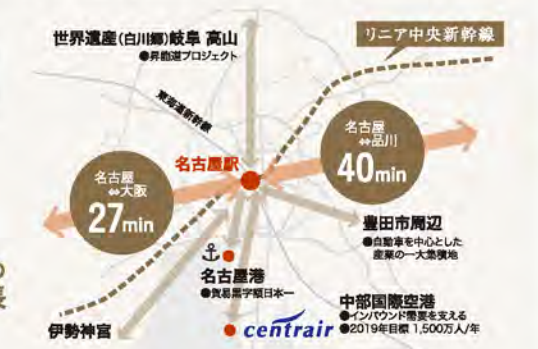 世界遺産(白川郷)岐阜 高山
●昇龍道プロジェクト
リニア中央新幹線
東海道新幹線
名古屋
⇔品川
40min
名古屋駅
名古屋
⇔大阪
27min
豊田市周辺
●自動車を中心とした
産業の一大集積地
名古屋港
●貿易黒字額日本一
中部国際空港
●インバウンド需要を支える
●2019年目標 1,500万人/年
centrair
伊勢神宮